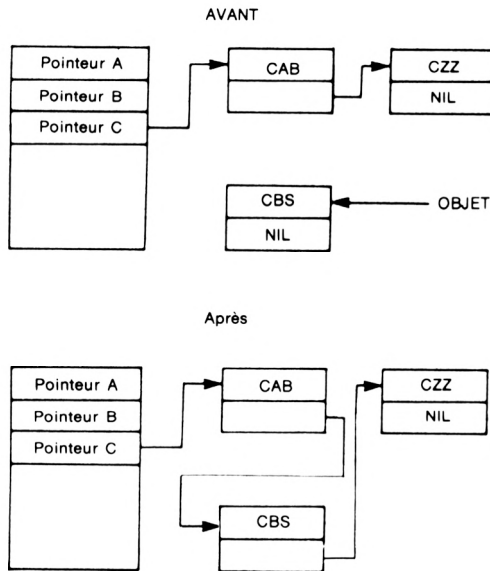 AVANT
Pointeur A
Pointeur B
Pointeur C
CAB
CZZ
NIL
CBS
NIL
OBJET
Après
Pointeur A
Pointeur B
Pointeur C
CAB
CZZ
NIL
CBS